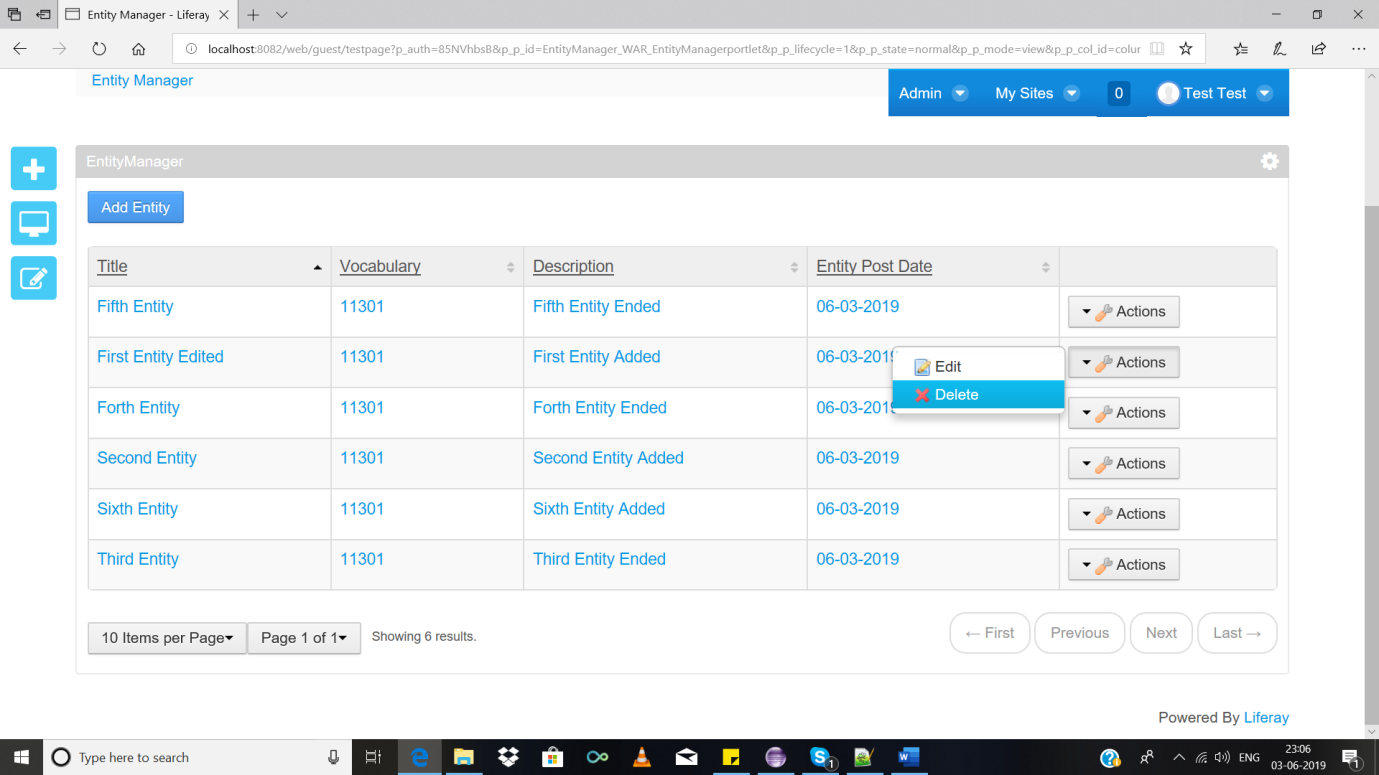 Entity Manager - Liferay
localhost:8082/web/guest/testpage?p_auth=85NVhbsB&p_p_id=EntityManager_WAR_EntityManagerportlet&p_p_lifecycle=1&p_p_state=normal&p_p_mode=view&p_p_col_id=colur
Entity Manager
Admin My Sites 0 Test Test
EntityManager
Add Entity
Title Vocabulary Description Entity Post Date
Fifth Entity 11301 Fifth Entity Ended 06-03-2019 Actions
First Entity Edited 11301 First Entity Added 06-03-2019 Actions
Edit
Delete
Forth Entity 11301 Forth Entity Ended 06-03-2019 Actions
Second Entity 11301 Second Entity Added 06-03-2019 Actions
Sixth Entity 11301 Sixth Entity Added 06-03-2019 Actions
Third Entity 11301 Third Entity Ended 06-03-2019 Actions
10 Items per Page Page 1 of 1 Showing 6 results. ← First Previous Next Last →
Powered By Liferay
Type here to search ENG 23:06
03-06-2019